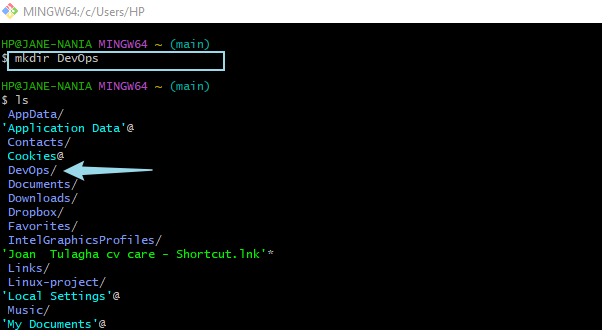 MINGW64:/c/Users/HP
HP@JANE-NANIA MINGW64 ~ (main)
$ mkdir DevOps
HP@JANE-NANIA MINGW64 ~ (main)
$ ls
AppData/
'Application Data'@
Contacts/
Cookies@
DevOps/
Documents/
Downloads/
Dropbox/
Favorites/
IntelGraphicsProfiles/
'Joan  Tulagha cv care - Shortcut.lnk'*
Links/
Linux-project/
'Local Settings'@
Music/
'My Documents'@